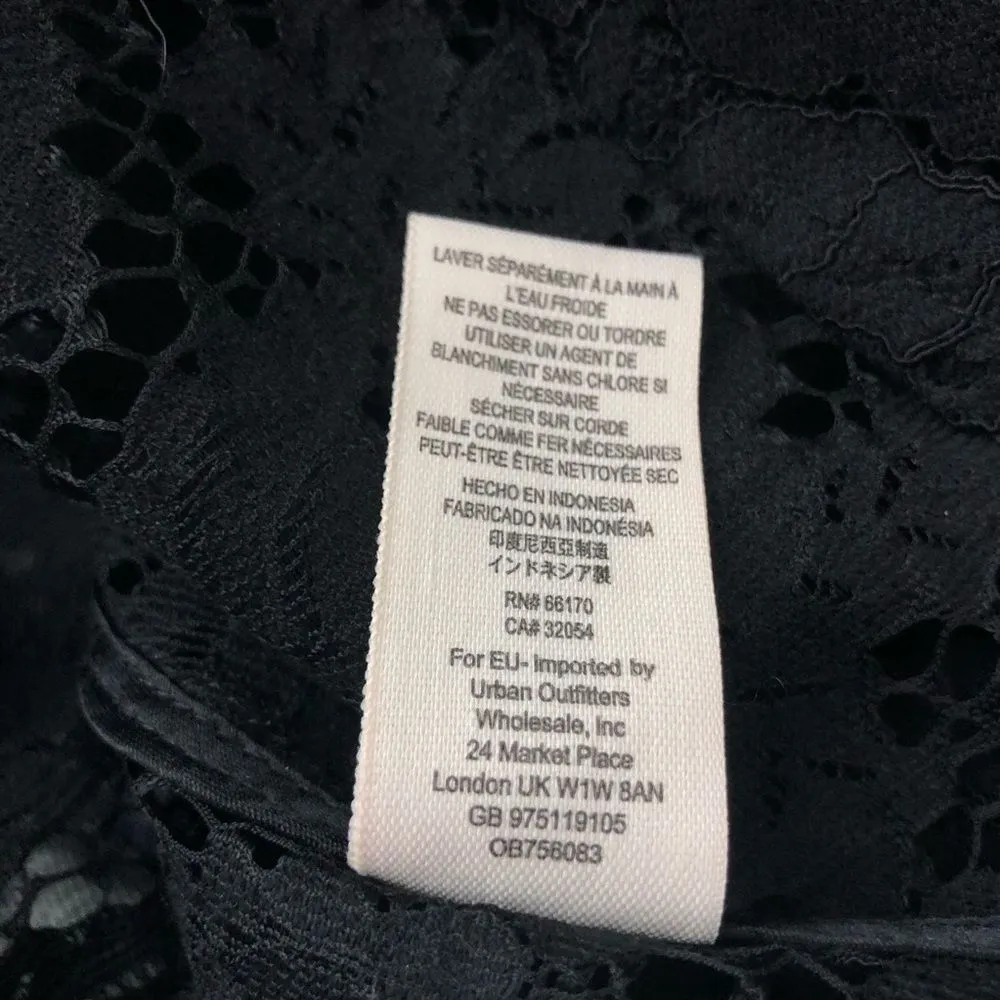 LAVER SÉPARÉMENT À LA MAIN À
L'EAU FROIDE
NE PAS ESSORER OU TORDRE
UTILISER UN AGENT DE
BLANCHIMENT SANS CHLORE SI
NÉCESSAIRE
SÉCHER SUR CORDE
FAIBLE COMME FER NÉCESSAIRES
PEUT-ÊTRE ÊTRE NETTOYÉE SEC
HECHO EN INDONESIA
FABRICADO NA INDONÉSIA
印度尼西亞制造
インドネシア製
RN# 66170
CA# 32054
For EU- Imported by
Urban Outfitters
Wholesale, Inc
24 Market Place
London UK W1W 8AN
GB 975119105
OB756083